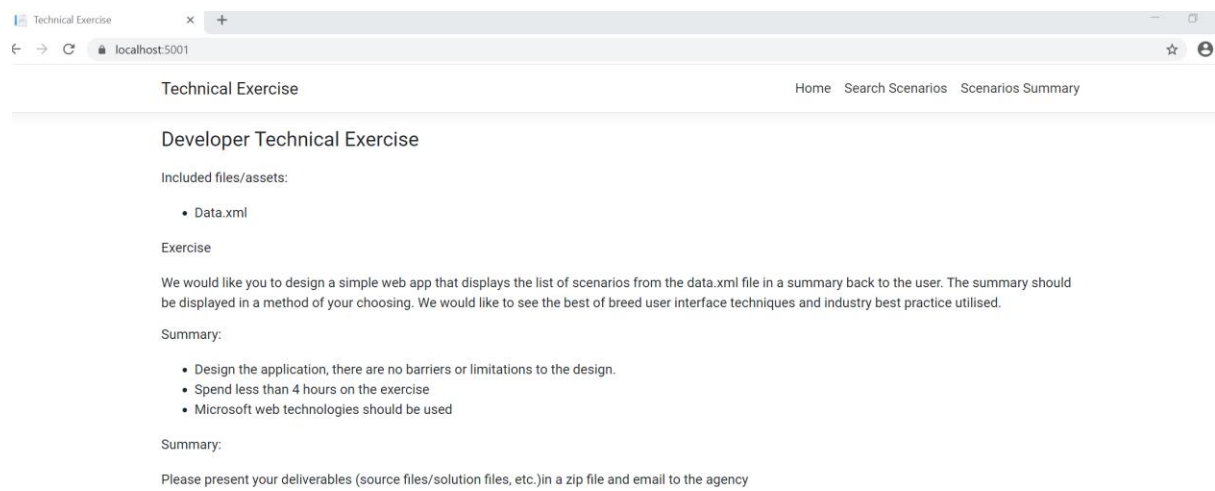 Technical Exercise
localhost:5001
Technical Exercise
Home Search Scenarios Scenarios Summary
Developer Technical Exercise
Included files/assets:
• Data.xml
Exercise
We would like you to design a simple web app that displays the list of scenarios from the data.xml file in a summary back to the user. The summary should
be displayed in a method of your choosing. We would like to see the best of breed user interface techniques and industry best practice utilised.
Summary:
• Design the application, there are no barriers or limitations to the design.
• Spend less than 4 hours on the exercise
• Microsoft web technologies should be used
Summary:
Please present your deliverables (source files/solution files, etc.)in a zip file and email to the agency